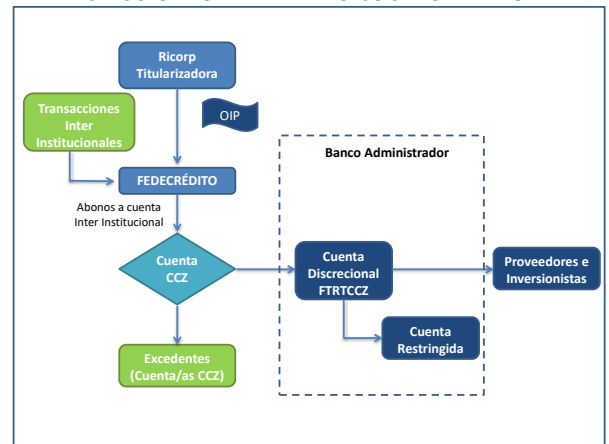 Ricorp
Titularizadora
Transacciones
Inter
Institucionales
OIP
Banco Administrador
FEDECRÉDITO
Abonos a cuenta
Inter Institucional
Cuenta
CCZ
Cuenta
Discrecional
FTRTCCZ
Proveedores e
Inversionistas
Cuenta
Restringida
Excedentes
(Cuenta/as CCZ)